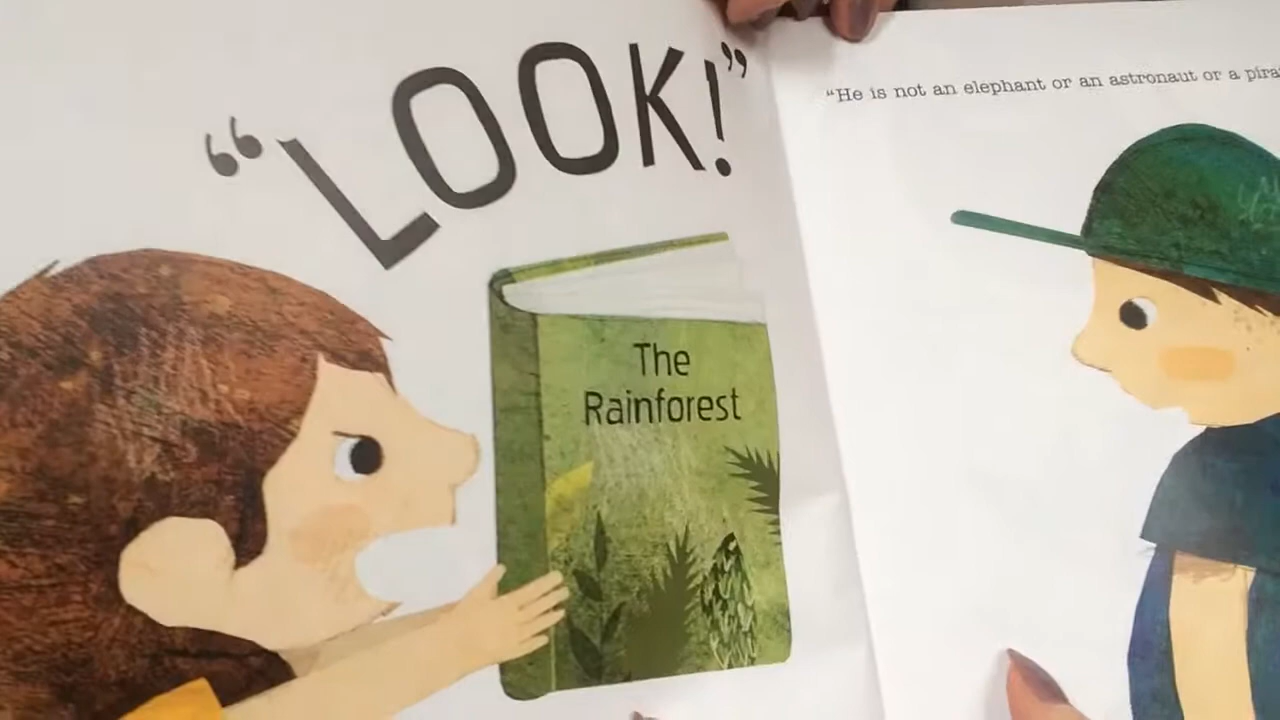 “LOOK!”
The
Rainforest
“He is not an elephant or an astronaut or a